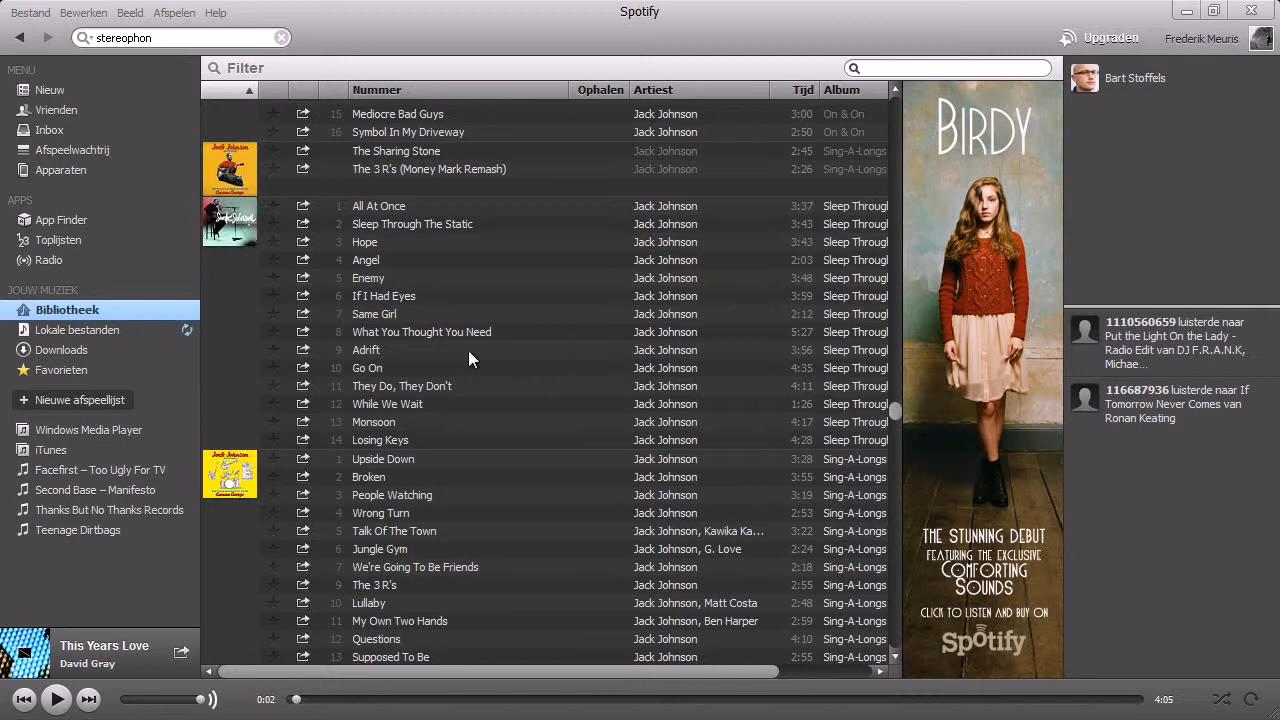 Bestand Bewerken Beeld Afspelen Help
Spotify
stereophon
Upgraden
Frederik Meuris
MENU
Nieuw
Vrienden
Inbox
Afspeelwachtrij
Apparaten
APPS
App Finder
Toplijsten
Radio
JOUW MUZIEK
Bibliotheek
Lokale bestanden
Downloads
Favorieten
+ Nieuwe afspeellijst
Windows Media Player
iTunes
Facefirst – Too Ugly For TV
Second Base – Manifesto
Thanks But No Thanks Records
Teenage Dirtbags
This Years Love
David Gray
Filter
Nummer Ophalen Artiest Tijd Album
15 Mediocre Bad Guys Jack Johnson 3:00 On & On
16 Symbol In My Driveway Jack Johnson 2:50 On & On
The Sharing Stone Jack Johnson 2:45 Sing-A-Longs
The 3 R's (Money Mark Remash) Jack Johnson 2:26 Sing-A-Longs
1 All At Once Jack Johnson 3:37 Sleep Through
2 Sleep Through The Static Jack Johnson 3:43 Sleep Through
3 Hope Jack Johnson 3:43 Sleep Through
4 Angel Jack Johnson 2:03 Sleep Through
5 Enemy Jack Johnson 3:48 Sleep Through
6 If I Had Eyes Jack Johnson 3:59 Sleep Through
7 Same Girl Jack Johnson 2:12 Sleep Through
8 What You Thought You Need Jack Johnson 5:27 Sleep Through
9 Adrift Jack Johnson 3:56 Sleep Through
10 Go On Jack Johnson 4:35 Sleep Through
11 They Do, They Don't Jack Johnson 4:11 Sleep Through
12 While We Wait Jack Johnson 1:26 Sleep Through
13 Monsoon Jack Johnson 4:18 Sleep Through
14 Losing Keys Jack Johnson 4:28 Sleep Through
1 Upside Down Jack Johnson 3:28 Sing-A-Longs
2 Broken Jack Johnson 3:55 Sing-A-Longs
3 People Watching Jack Johnson 3:19 Sing-A-Longs
4 Wrong Turn Jack Johnson 2:53 Sing-A-Longs
5 Talk Of The Town Jack Johnson, Kawika Ka... 3:22 Sing-A-Longs
6 Jungle Gym Jack Johnson, G. Love 2:24 Sing-A-Longs
7 We're Going To Be Friends Jack Johnson 2:18 Sing-A-Longs
9 The 3 R's Jack Johnson 2:55 Sing-A-Longs
10 Lullaby Jack Johnson, Matt Costa 2:48 Sing-A-Longs
11 My Own Two Hands Jack Johnson, Ben Harper 2:59 Sing-A-Longs
12 Questions Jack Johnson 4:10 Sing-A-Longs
13 Supposed To Be Jack Johnson 2:55 Sing-A-Longs
BIRDY
THE STUNNING DEBUT
FEATURING THE EXCLUSIVE
COMFORTING
SOUNDS
CLICK TO LISTEN AND BUY ON
Spotify
Bart Stoffels
1110560659 luisterde naar
Put the Light On the Lady -
Radio Edit van DJ F.R.A.N.K,
Michae...
116687936 luisterde naar If
Tomorrow Never Comes van
Ronan Keating
0:02
4:05